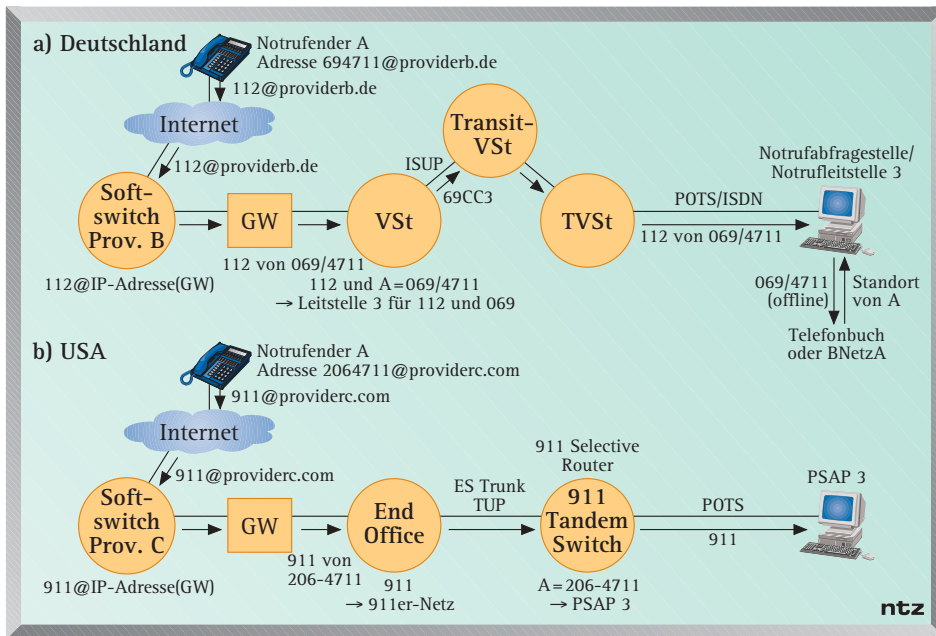 a) Deutschland
Notrufender A
Adresse 694711@providerb.de
112@providerb.de
Internet
112@providerb.de
Soft-
switch
Prov. B
112@IP-Adresse(GW)
GW
112 von 069/4711
VSt
112 und A=069/4711
→ Leitstelle 3 für 112 und 069
ISUP
69CC3
Transit-
VSt
TVSt
POTS/ISDN
112 von 069/4711
Notrufabfragestelle/
Notrufleitstelle 3
069/4711
(offline)
Standort
von A
Telefonbuch
oder BNetzA
b) USA
Notrufender A
Adresse 2064711@providerc.com
911@providerc.com
Internet
911@providerc.com
Soft-
switch
Prov. C
911@IP-Adresse(GW)
GW
911 von
206-4711
End
Office
911
→ 911er-Netz
ES Trunk
TUP
911 Selective
Router
911
Tandem
Switch
A=206-4711
→ PSAP 3
POTS
911
PSAP 3
ntz